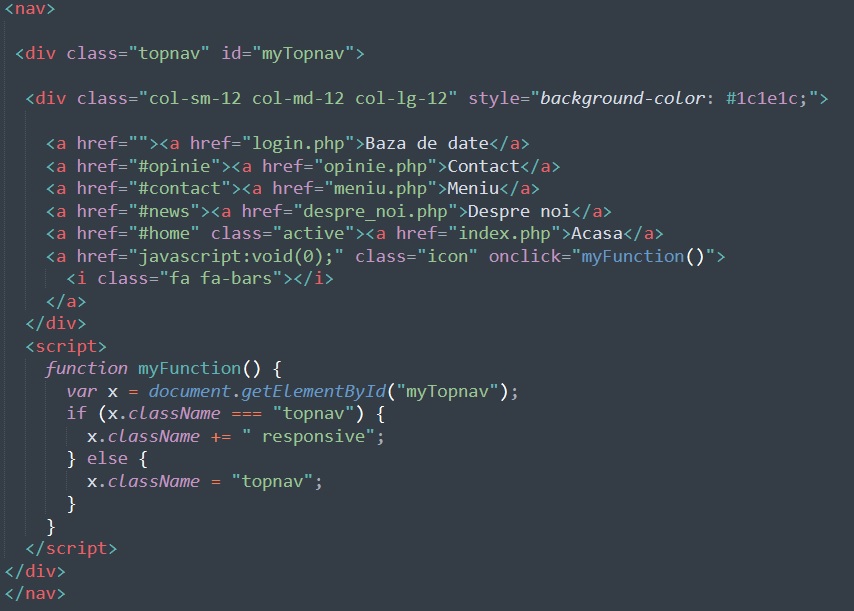 <nav>
<div class="topnav" id="myTopnav">
<div class="col-sm-12 col-md-12 col-lg-12" style="background-color: #1c1e1c;">
<a href=""><a href="login.php">Baza de date</a>
<a href="#opinie"><a href="opinie.php">Contact</a>
<a href="#contact"><a href="meniu.php">Meniu</a>
<a href="#news"><a href="despre_noi.php">Despre noi</a>
<a href="#home" class="active"><a href="index.php">Acasa</a>
<a href="javascript:void(0);" class="icon" onclick="myFunction()">
<i class="fa fa-bars"></i>
</a>
</div>
<script>
function myFunction() {
var x = document.getElementById("myTopnav");
if (x.className === "topnav") {
x.className += " responsive";
} else {
x.className = "topnav";
}
}
</script>
</div>
</nav>